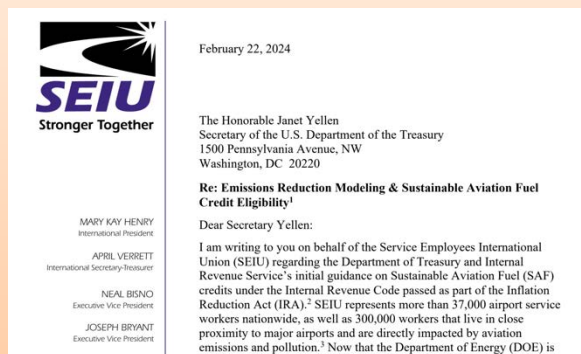 SEIU
Stronger Together
MARY KAY HENRY
International President
APRIL VERRETT
International Secretary-Treasurer
NEAL BISNO
Executive Vice President
JOSEPH BRYANT
Executive Vice President
February 22, 2024
The Honorable Janet Yellen
Secretary of the U.S. Department of the Treasury
1500 Pennsylvania Avenue, NW
Washington, DC  20220
Re: Emissions Reduction Modeling & Sustainable Aviation Fuel
Credit Eligibility¹
Dear Secretary Yellen:
I am writing to you on behalf of the Service Employees International
Union (SEIU) regarding the Department of Treasury and Internal
Revenue Service's initial guidance on Sustainable Aviation Fuel (SAF)
credits under the Internal Revenue Code passed as part of the Inflation
Reduction Act (IRA).² SEIU represents more than 37,000 airport service
workers nationwide, as well as 300,000 workers that live in close
proximity to major airports and are directly impacted by aviation
emissions and pollution.³ Now that the Department of Energy (DOE) is